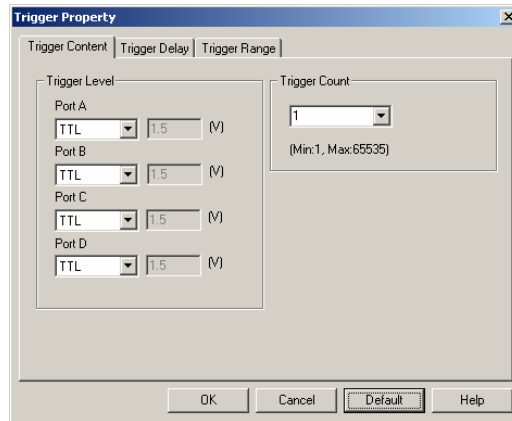 Trigger Property
Trigger Content Trigger Delay Trigger Range
Trigger Level
Port A
TTL 1.5 (V)
Port B
TTL 1.5 (V)
Port C
TTL 1.5 (V)
Port D
TTL 1.5 (V)
Trigger Count
1
(Min:1, Max:65535)
OK Cancel Default Help